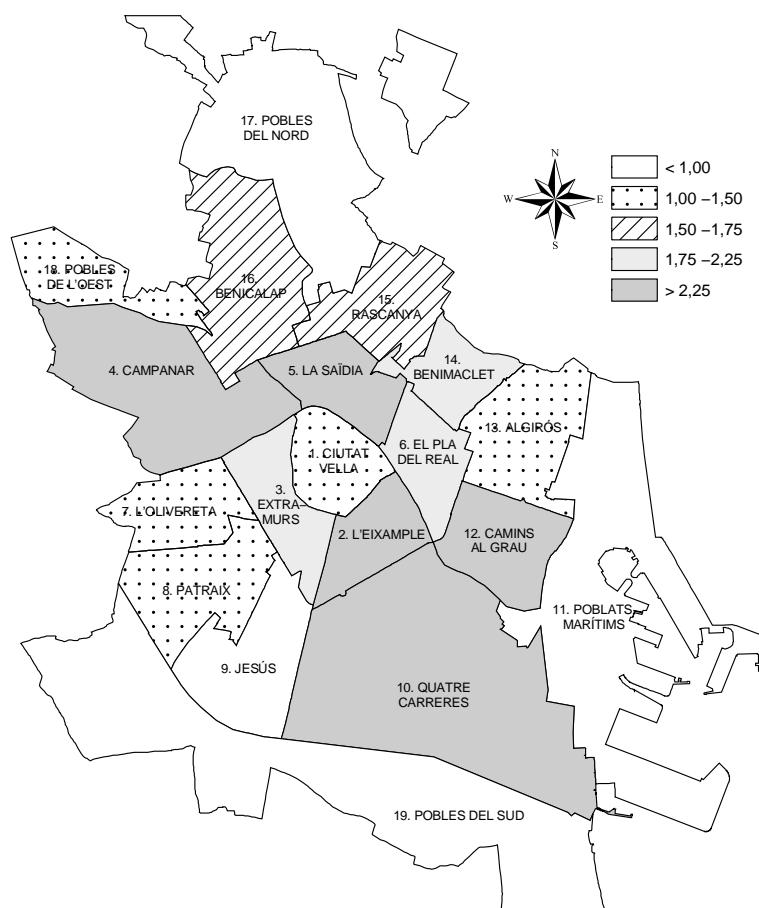 17. POBLES
DEL NORD
N
W
E
S
< 1,00
1,00 –1,50
1,50 –1,75
1,75 –2,25
> 2,25
18. POBLES
DE L'OEST
16.
BENICALAP
15.
RASCANYA
4. CAMPANAR
5. LA SAÏDIA
14.
BENIMACLET
13. ALGIRÓS
6. EL PLA
DEL REAL
1. CIUTAT
VELLA
3.
EXTRA–
MURS
7. L'OLIVERETA
2. L'EIXAMPLE
12. CAMINS
AL GRAU
8. PATRAIX
11. POBLATS
MARÍTIMS
9. JESÚS
10. QUATRE
CARRERES
19. POBLES DEL SUD